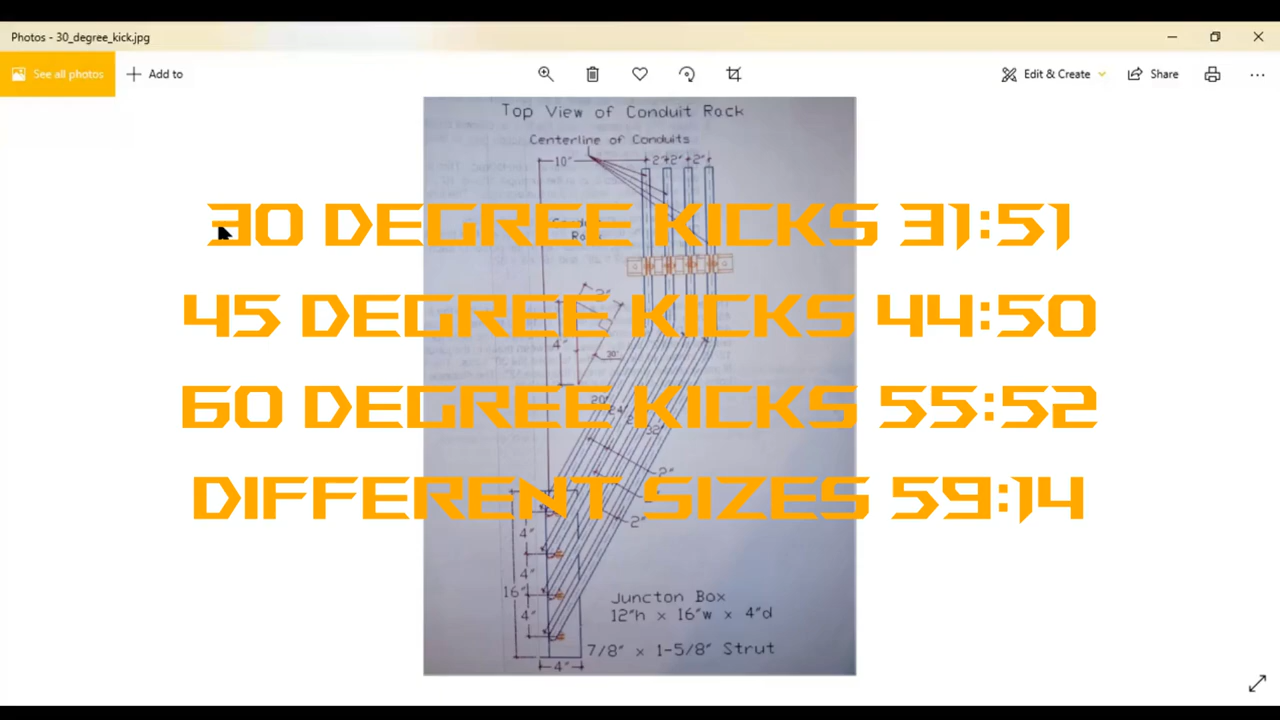 Photos - 30_degree_kick.jpg
See all photos
Add to
Edit & Create
Share
Top View of Conduit Rack
Centerline of Conduits
10" 2" 2" 2"
30 DEGREE KICKS 31:51
45 DEGREE KICKS 44:50
2"
4"
30°
60 DEGREE KICKS 55:52
20"
24"
32"
2"
DIFFERENT SIZES 59:14
2"
4"
4"
16"
4"
Juncton Box
12"h x 16"w x 4"d
7/8" x 1-5/8" Strut
4"